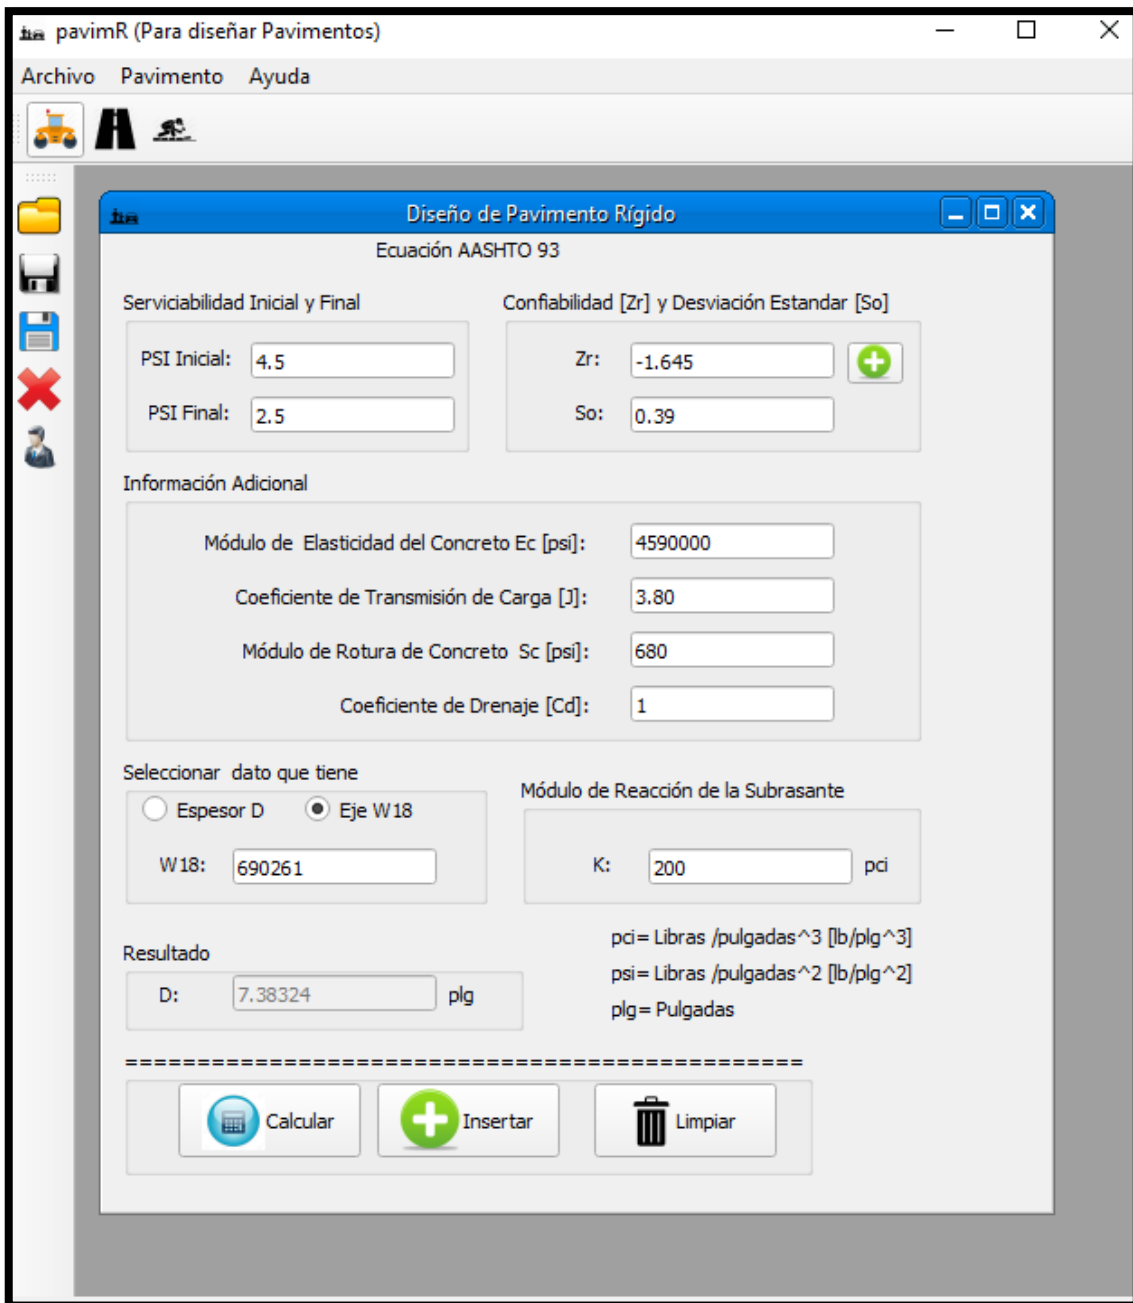 pavimR (Para diseñar Pavimentos)
Archivo Pavimento Ayuda
Diseño de Pavimento Rígido
Ecuación AASHTO 93
Serviciabilidad Inicial y Final
Confiabilidad [Zr] y Desviación Estandar [So]
PSI Inicial: 4.5
Zr: -1.645
PSI Final: 2.5
So: 0.39
Información Adicional
Módulo de Elasticidad del Concreto Ec [psi]: 4590000
Coeficiente de Transmisión de Carga [J]: 3.80
Módulo de Rotura de Concreto Sc [psi]: 680
Coeficiente de Drenaje [Cd]: 1
Seleccionar dato que tiene
Espesor D Eje W18
W18: 690261
Módulo de Reacción de la Subrasante
K: 200 pci
pci= Libras /pulgadas^3 [lb/plg^3]
psi= Libras /pulgadas^2 [lb/plg^2]
plg= Pulgadas
Resultado
D: 7.38324 plg
===============================================
Calcular Insertar Limpiar